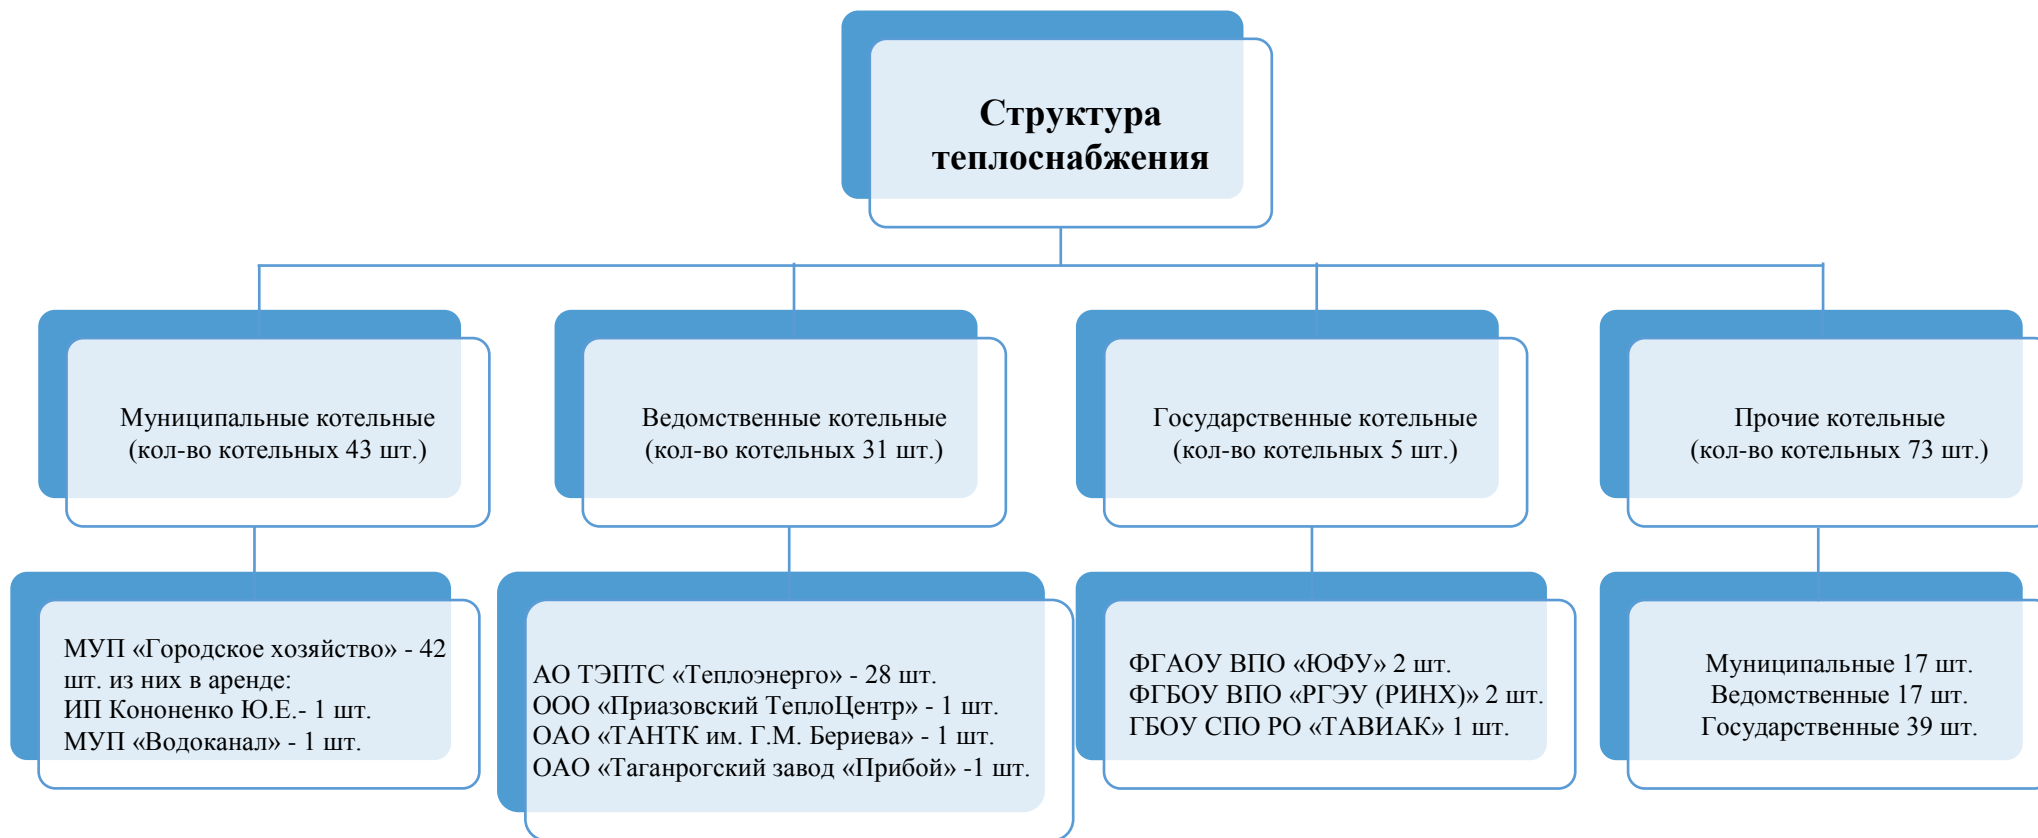 Структура
теплоснабжения
Муниципальные котельные
(кол-во котельных 43 шт.)
Ведомственные котельные
(кол-во котельных 31 шт.)
Государственные котельные
(кол-во котельных 5 шт.)
Прочие котельные
(кол-во котельных 73 шт.)
МУП «Городское хозяйство» - 42
шт. из них в аренде:
ИП Кононенко Ю.Е.- 1 шт.
МУП «Водоканал» - 1 шт.
АО ТЭПТС «Теплоэнерго» - 28 шт.
ООО «Приазовский ТеплоЦентр» - 1 шт.
ОАО «ТАНТК им. Г.М. Бериева» - 1 шт.
ОАО «Таганрогский завод «Прибой» -1 шт.
ФГАОУ ВПО «ЮФУ» 2 шт.
ФГБОУ ВПО «РГЭУ (РИНХ)» 2 шт.
ГБОУ СПО РО «ТАВИАК» 1 шт.
Муниципальные 17 шт.
Ведомственные 17 шт.
Государственные 39 шт.